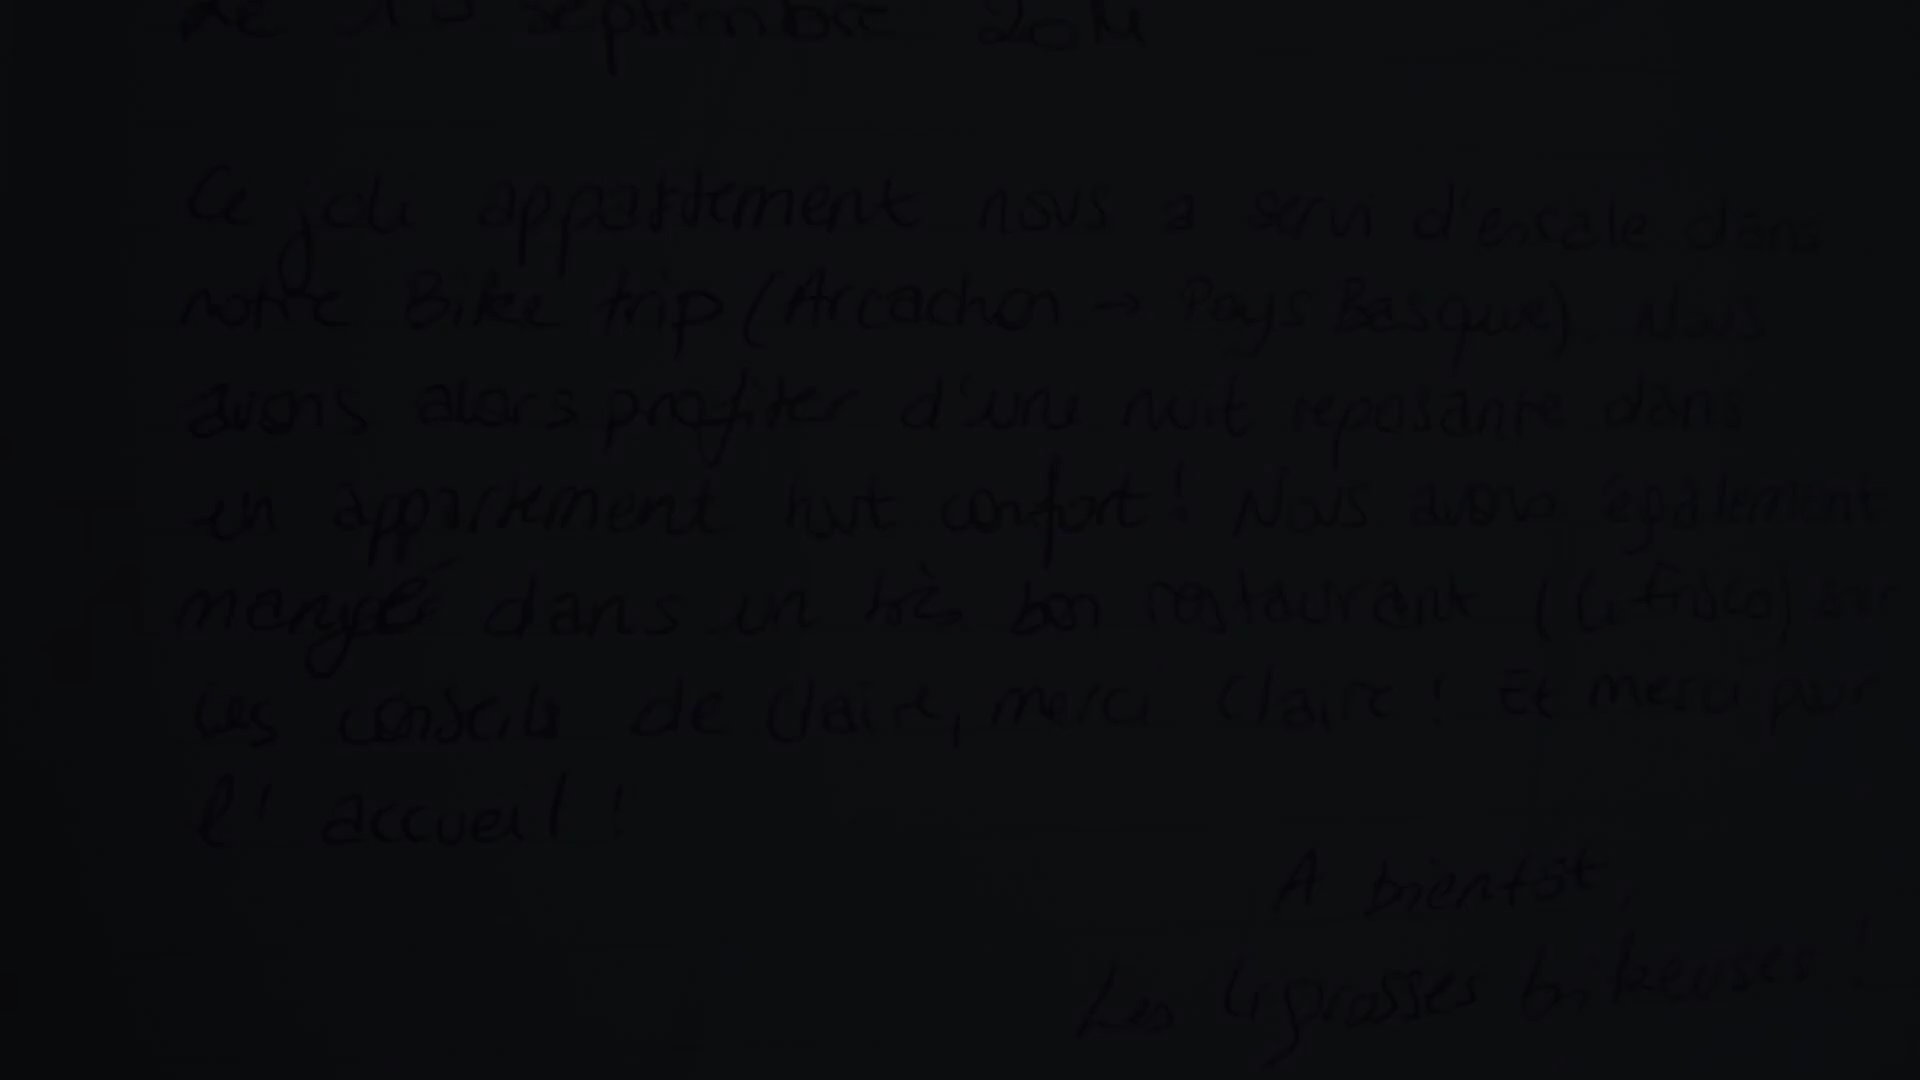 septembre
Ce joli appartement nous a servi d'escale dans
notre Bike trip (Arcachon → Pays Basque). Nous
avons alors profiter d'une nuit reposante dans
un appartement tout confort! Nous avons également
mangé dans un très bon restaurant
les conseils de Claire, merci Claire! Et merci pour
l'accueil!
A bientôt,
Les 4 grosses bikeuses!